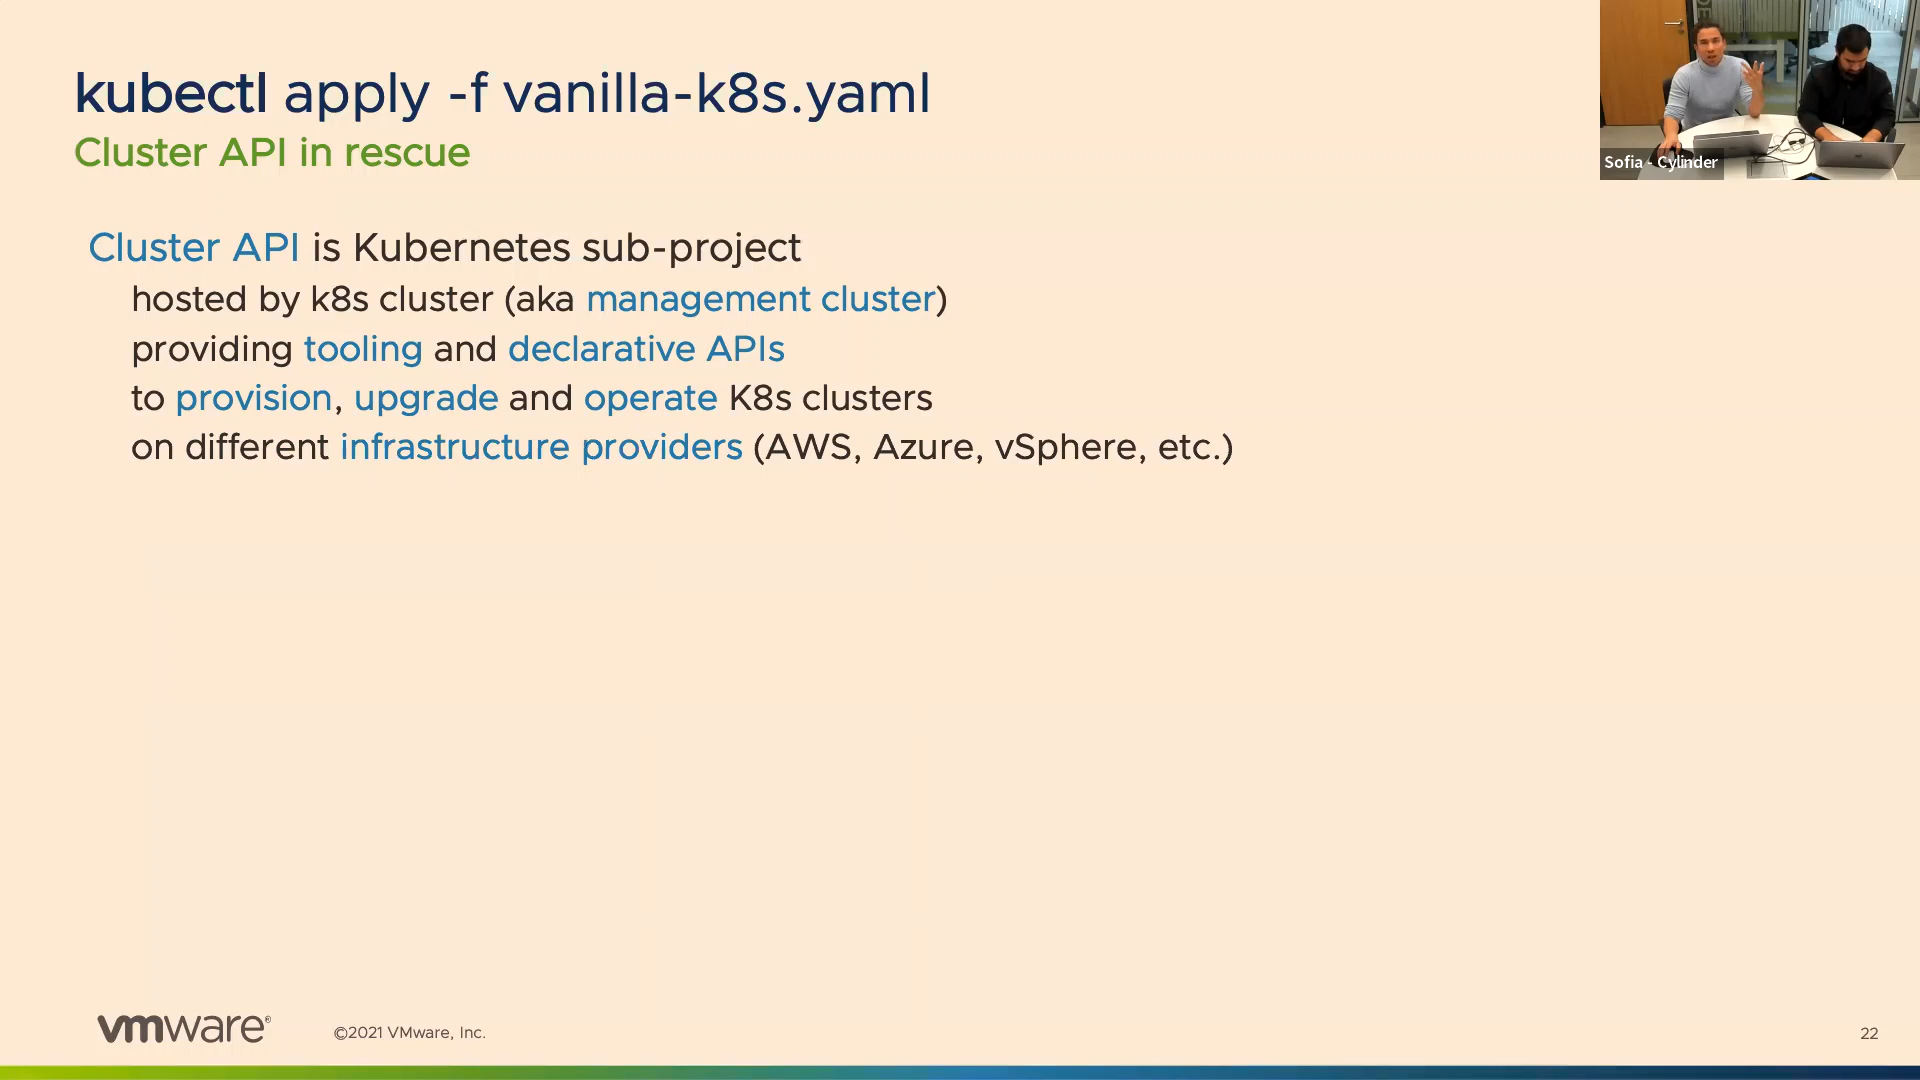 kubectl apply -f vanilla-k8s.yaml
Cluster API in rescue
Sofia - Cylinder
Cluster API is Kubernetes sub-project
hosted by k8s cluster (aka management cluster)
providing tooling and declarative APIs
to provision, upgrade and operate K8s clusters
on different infrastructure providers (AWS, Azure, vSphere, etc.)
vmware®
©2021 VMware, Inc.
22